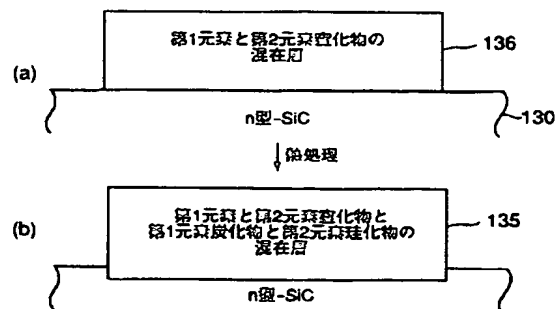 第1元素と第2元素窒化物の
混在層
136
(a)
n型-SiC
130
熱処理
(b)
第1元素と第2元素窒化物と
第1元素炭化物と第2元素珪化物の
混在層
135
n型-SiC